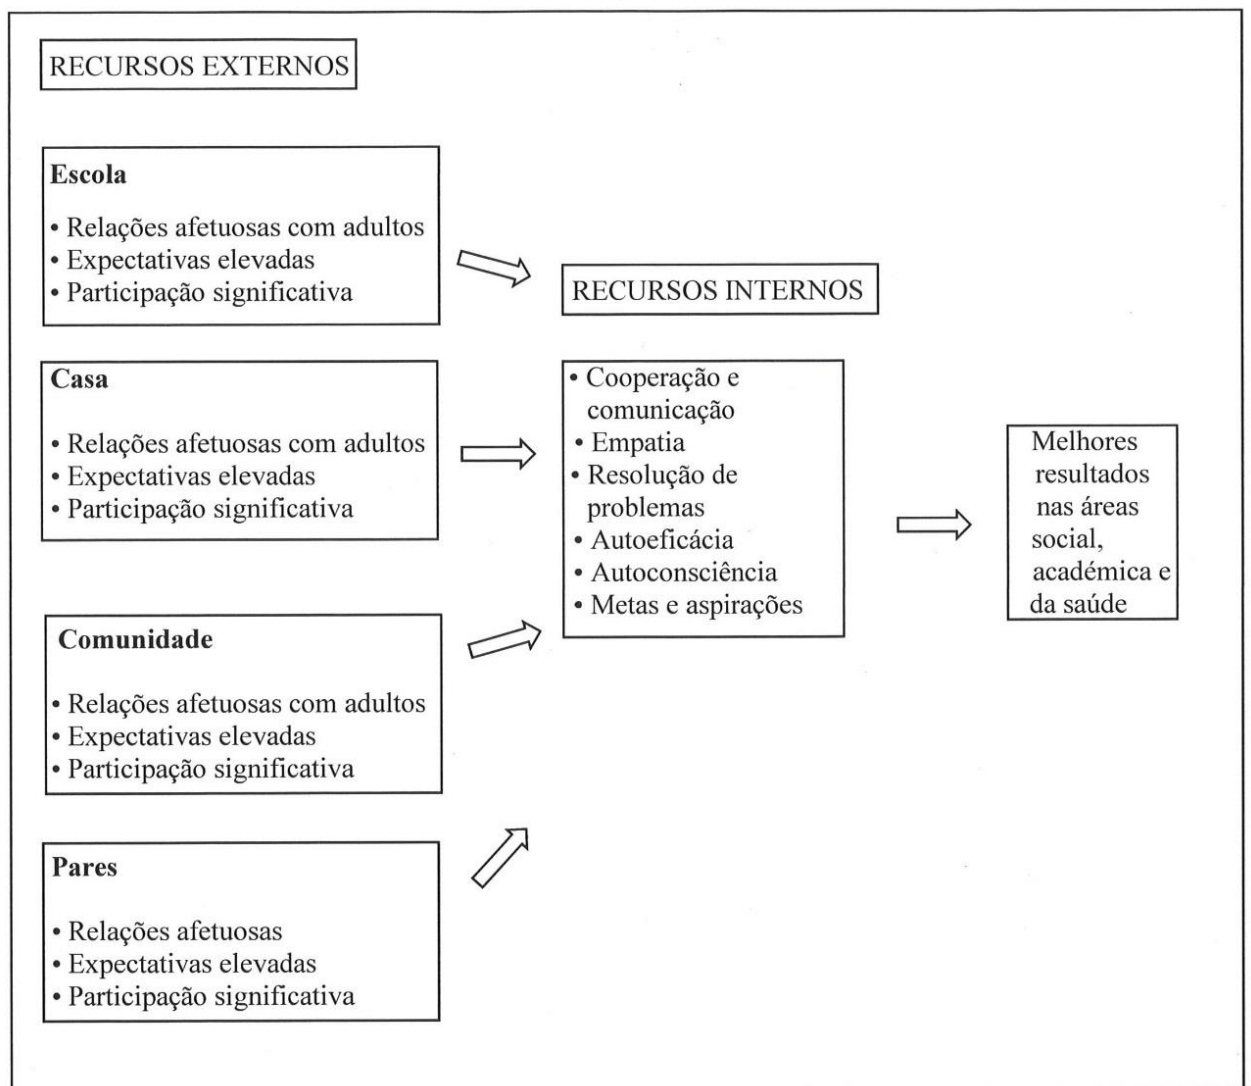 RECURSOS EXTERNOS
Escola
• Relações afetuosas com adultos
• Expectativas elevadas
• Participação significativa
Casa
• Relações afetuosas com adultos
• Expectativas elevadas
• Participação significativa
Comunidade
• Relações afetuosas com adultos
• Expectativas elevadas
• Participação significativa
Pares
• Relações afetuosas
• Expectativas elevadas
• Participação significativa
RECURSOS INTERNOS
• Cooperação e
comunicação
• Empatia
• Resolução de
problemas
• Autoeficácia
• Autoconsciência
• Metas e aspirações
Melhores
resultados
nas áreas
social,
académica e
da saúde